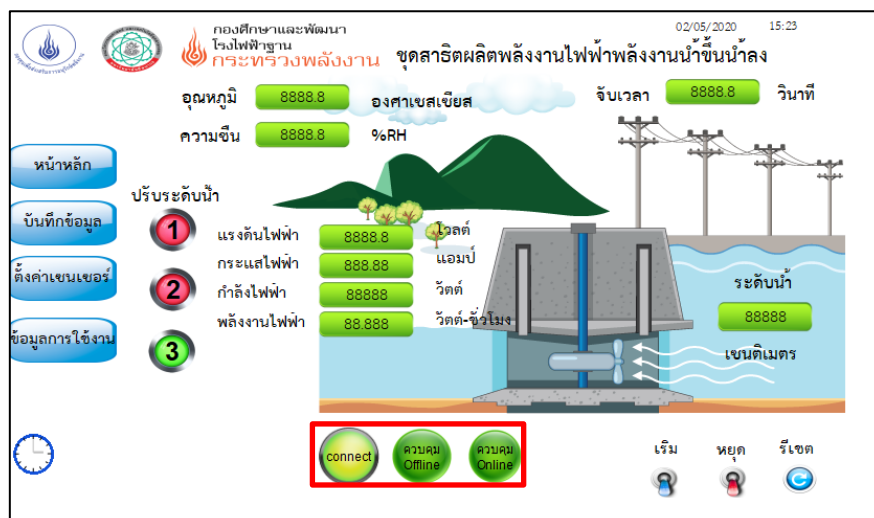 02/05/2020 15:23
กองศึกษาและพัฒนา
โรงไฟฟ้าฐาน
กระทรวงพลังงาน
ชุดสาธิตผลิตพลังงานไฟฟ้าพลังงานน้ำขึ้นน้ำลง
อุณหภูมิ 8888.8 องศาเซสเซียส
จับเวลา 8888.8 วินาที
ความชืน 8888.8 %RH
หน้าหลัก
บันทึกข้อมูล
ตั้งค่าเซนเซอร์
ข้อมูลการใช้งาน
ปรับระดับน้ำ
1
2
3
แรงดันไฟฟ้า 8888.8 โวลต์
กระแสไฟฟ้า 888.88 แอมป์
กำลังไฟฟ้า 88888 วัตต์
พลังงานไฟฟ้า 88.888 วัตต์-ชั่วโมง
ระดับน้ำ
88888
เซนติเมตร
connect
ควบคุม
Offline
ควบคุม
Online
เริ่ม หยุด รีเซต